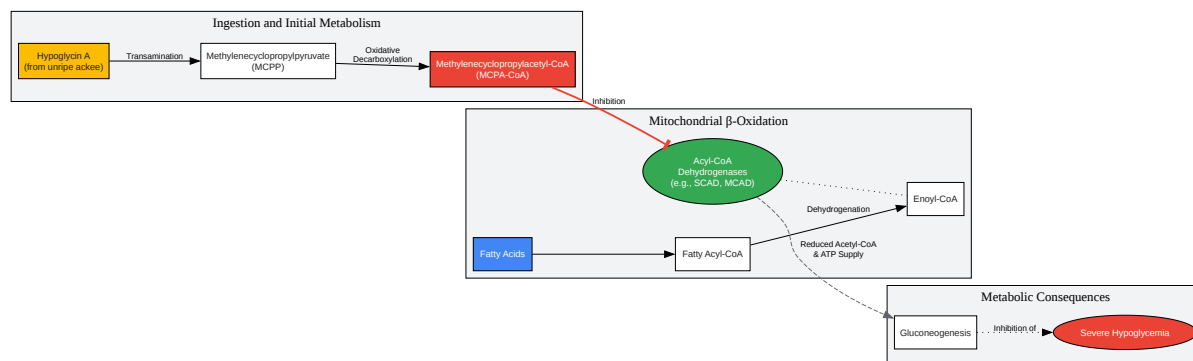 Ingestion and Initial Metabolism
Hypoglycin A
(from unripe ackee)
Transamination
Methylenecyclopropylpyruvate
(MCPP)
Oxidative
Decarboxylation
Methylenecyclopropylacetyl-CoA
(MCPA-CoA)
Inhibition
Mitochondrial β-Oxidation
Acyl-CoA
Dehydrogenases
(e.g., SCAD, MCAD)
Enoyl-CoA
Dehydrogenation
Fatty Acids
Fatty Acyl-CoA
Reduced Acetyl-CoA
& ATP Supply
Metabolic Consequences
Gluconeogenesis
Inhibition of
Severe Hypoglycemia